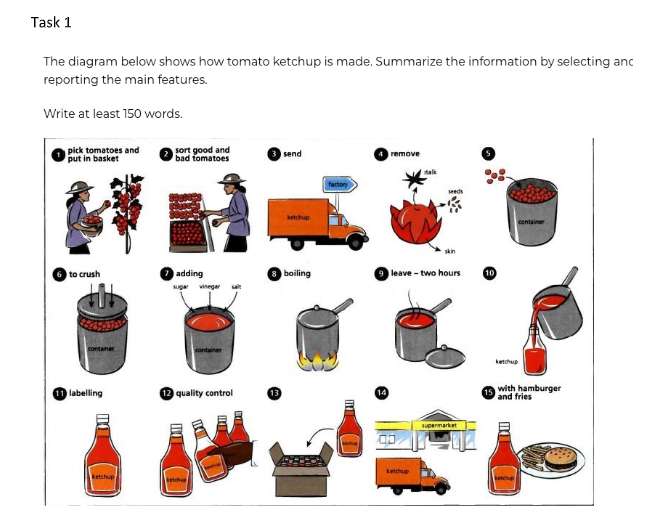 Task 1
The diagram below shows how tomato ketchup is made. Summarize the information by selecting and
reporting the main features.
Write at least 150 words.
1 pick tomatoes and
put in basket
2 sort good and
bad tomatoes
3 send
factory
ketchup
4 remove
stalk
seeds
skin
5
container
6 to crush
container
7 adding
sugar vinegar salt
container
8 boiling
9 leave – two hours
10
ketchup
11 labelling
ketchup
12 quality control
ketchup
ketchup
13
ketchup
14
supermarket
ketchup
15 with hamburger
and fries
ketchup